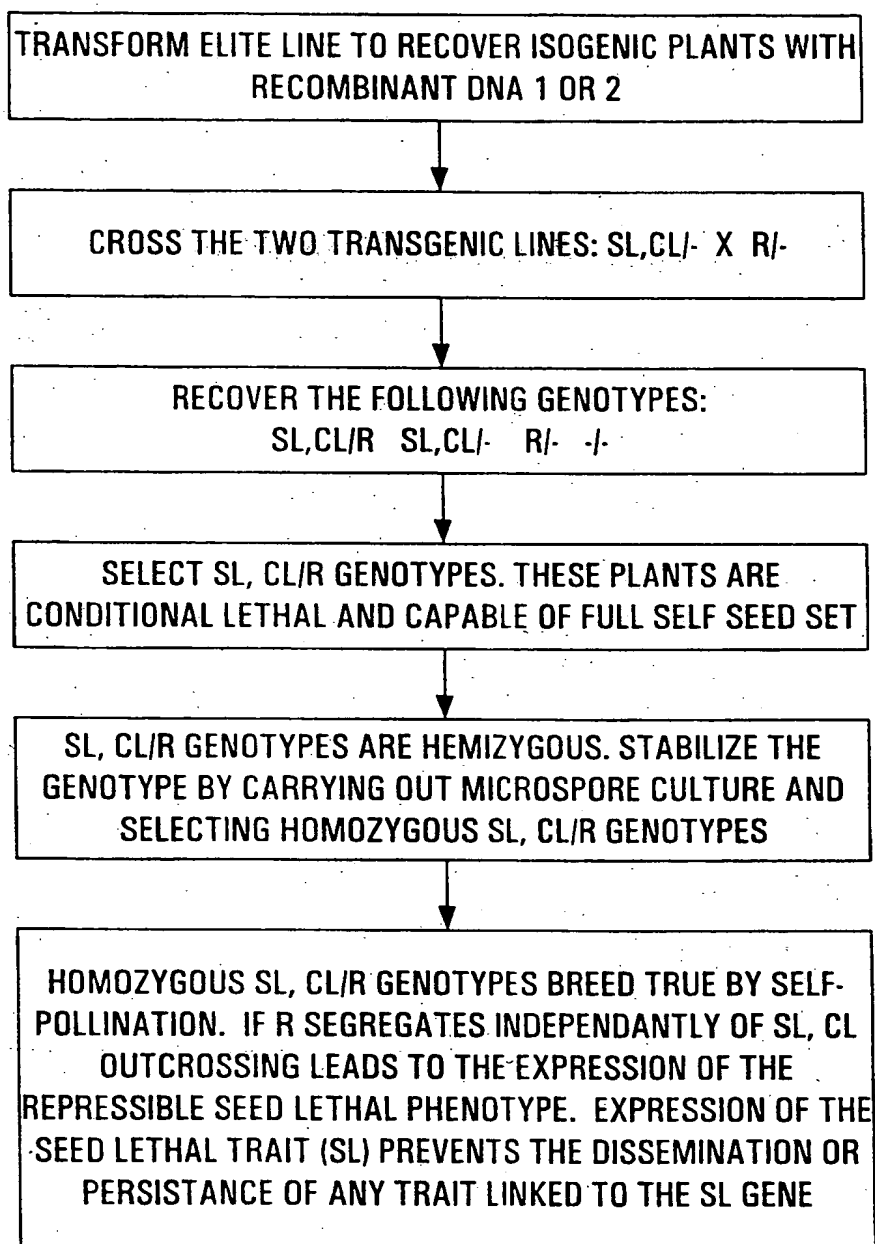 TRANSFORM ELITE LINE TO RECOVER ISOGENIC PLANTS WITH
RECOMBINANT DNA 1 OR 2
CROSS THE TWO TRANSGENIC LINES: SL,CL/- X R/-
RECOVER THE FOLLOWING GENOTYPES:
SL,CL/R SL,CL/- R/- -/-
SELECT SL, CL/R GENOTYPES. THESE PLANTS ARE
CONDITIONAL LETHAL AND CAPABLE OF FULL SELF SEED SET
SL, CL/R GENOTYPES ARE HEMIZYGOUS. STABILIZE THE
GENOTYPE BY CARRYING OUT MICROSPORE CULTURE AND
SELECTING HOMOZYGOUS SL, CL/R GENOTYPES
HOMOZYGOUS SL, CL/R GENOTYPES BREED TRUE BY SELF-
POLLINATION. IF R SEGREGATES INDEPENDANTLY OF SL, CL
OUTCROSSING LEADS TO THE EXPRESSION OF THE
REPRESSIBLE SEED LETHAL PHENOTYPE. EXPRESSION OF THE
SEED LETHAL TRAIT (SL) PREVENTS THE DISSEMINATION OR
PERSISTANCE OF ANY TRAIT LINKED TO THE SL GENE